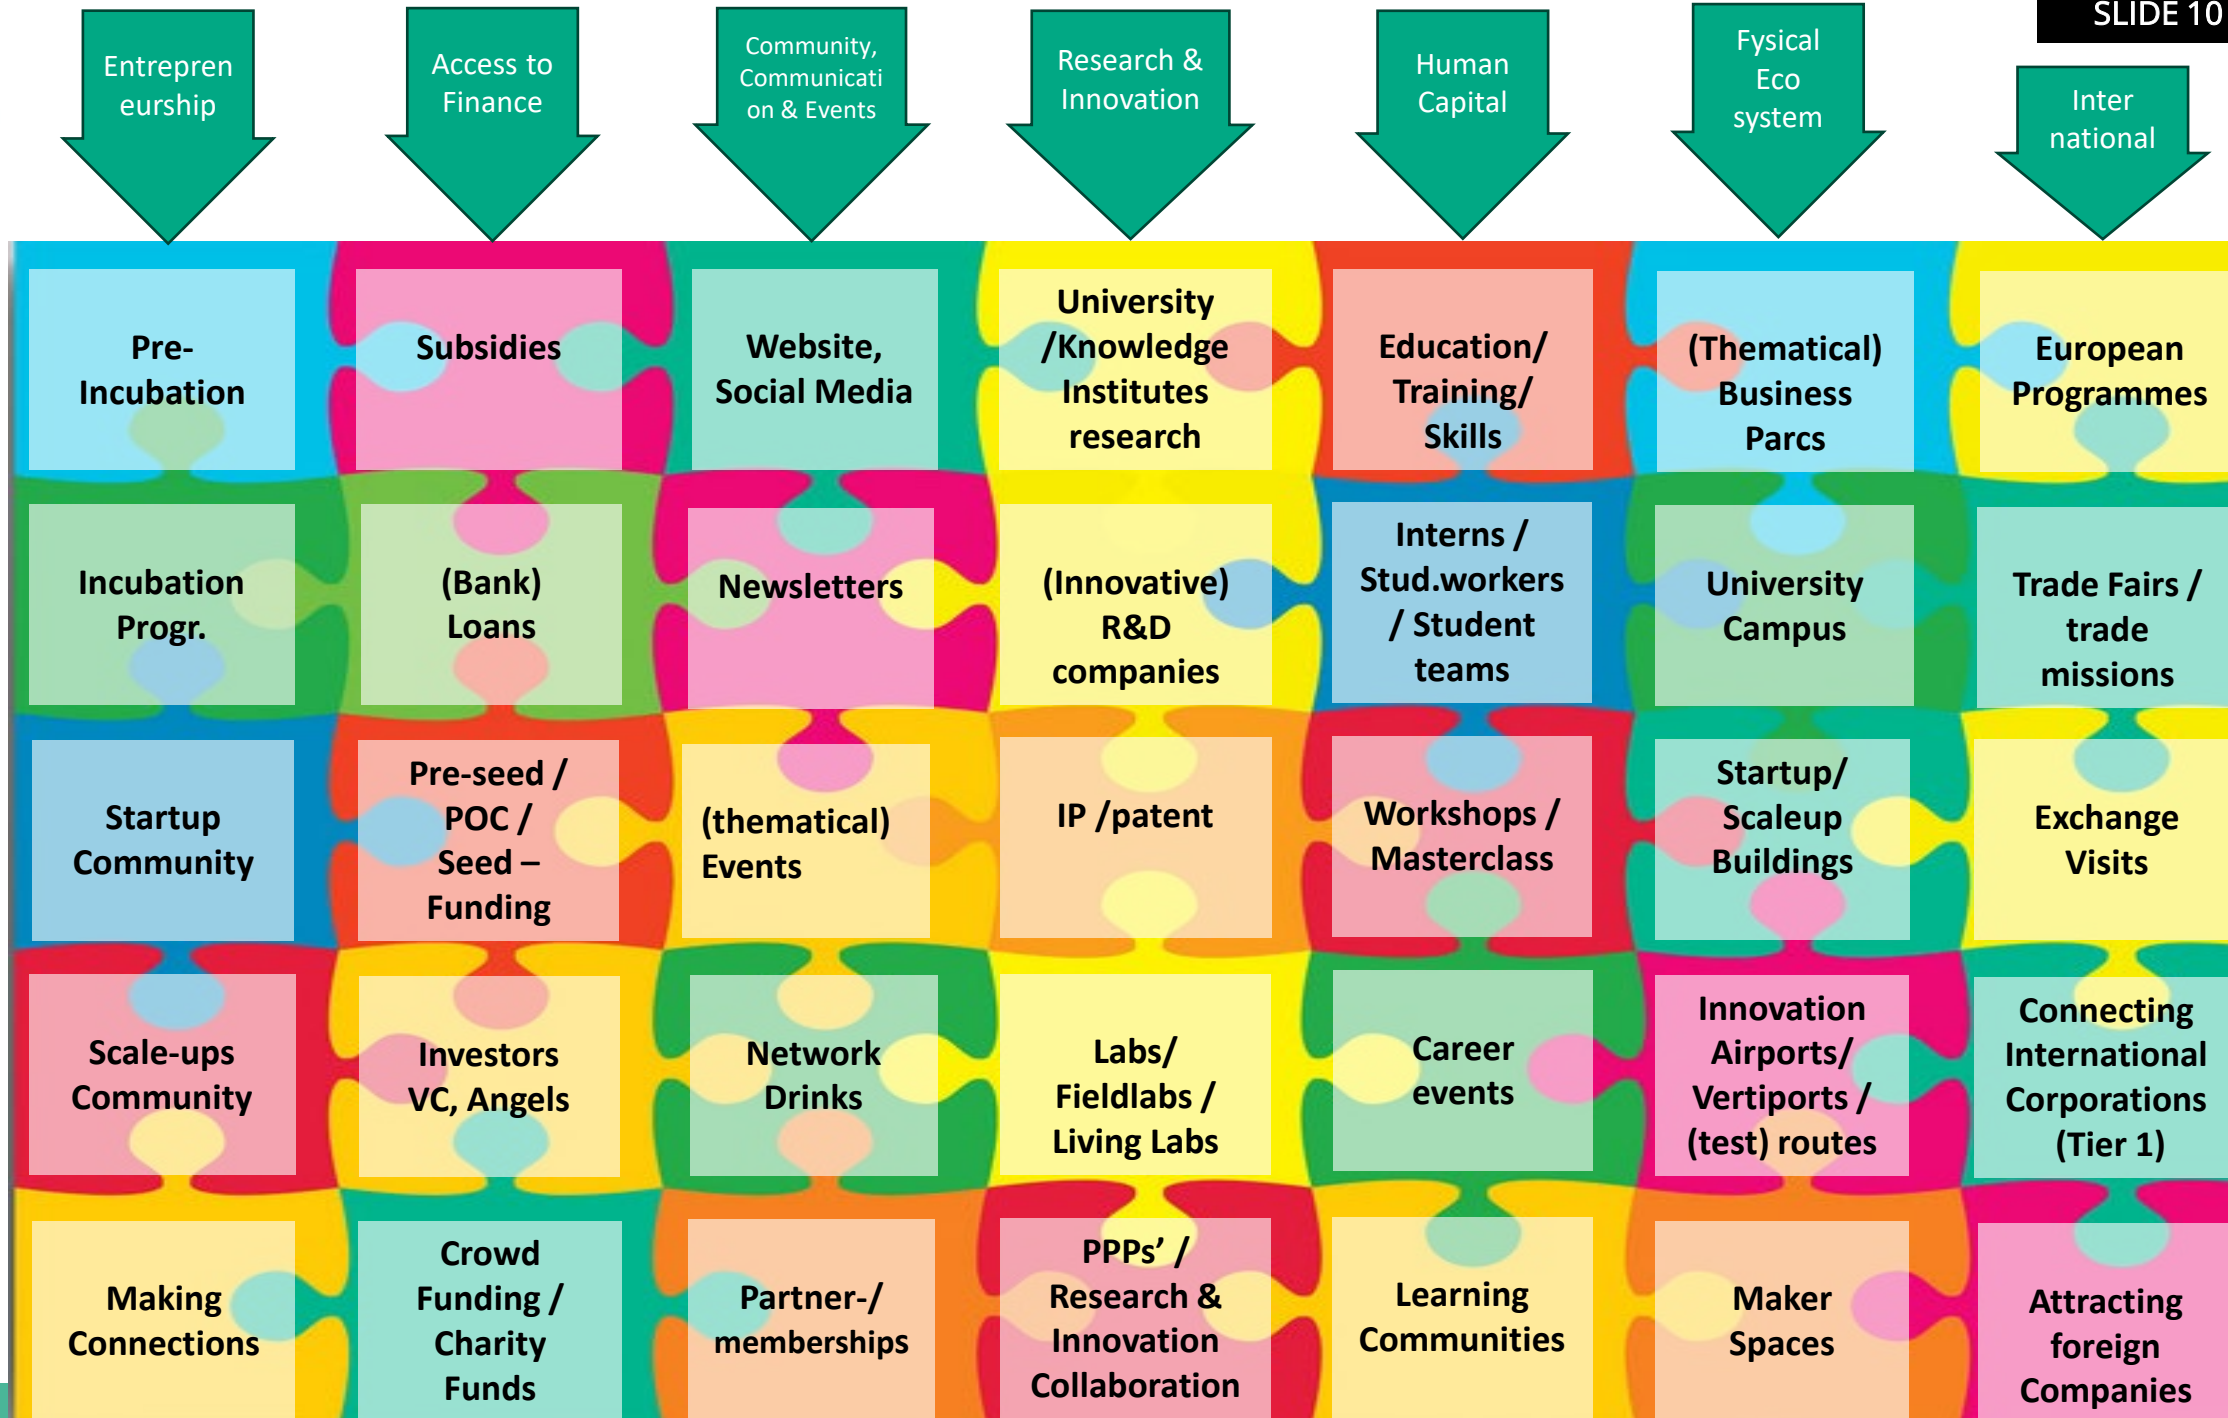 SLIDE 10
Entrepren
eurship
Access to
Finance
Community,
Communicati
on & Events
Research &
Innovation
Human
Capital
Fysical
Eco
system
Inter
national
Pre-
Incubation
Subsidies
Website,
Social Media
University
/Knowledge
Institutes
research
Education/
Training/
Skills
(Thematical)
Business
Parcs
European
Programmes
Incubation
Progr.
(Bank)
Loans
Newsletters
(Innovative)
R&D
companies
Interns /
Stud.workers
/ Student
teams
University
Campus
Trade Fairs /
trade
missions
Startup
Community
Pre-seed /
POC /
Seed –
Funding
(thematical)
Events
IP /patent
Workshops /
Masterclass
Startup/
Scaleup
Buildings
Exchange
Visits
Scale-ups
Community
Investors
VC, Angels
Network
Drinks
Labs/
Fieldlabs /
Living Labs
Career
events
Innovation
Airports/
Vertiports /
(test) routes
Connecting
International
Corporations
(Tier 1)
Making
Connections
Crowd
Funding /
Charity
Funds
Partner-/
memberships
PPPs’ /
Research &
Innovation
Collaboration
Learning
Communities
Maker
Spaces
Attracting
foreign
Companies